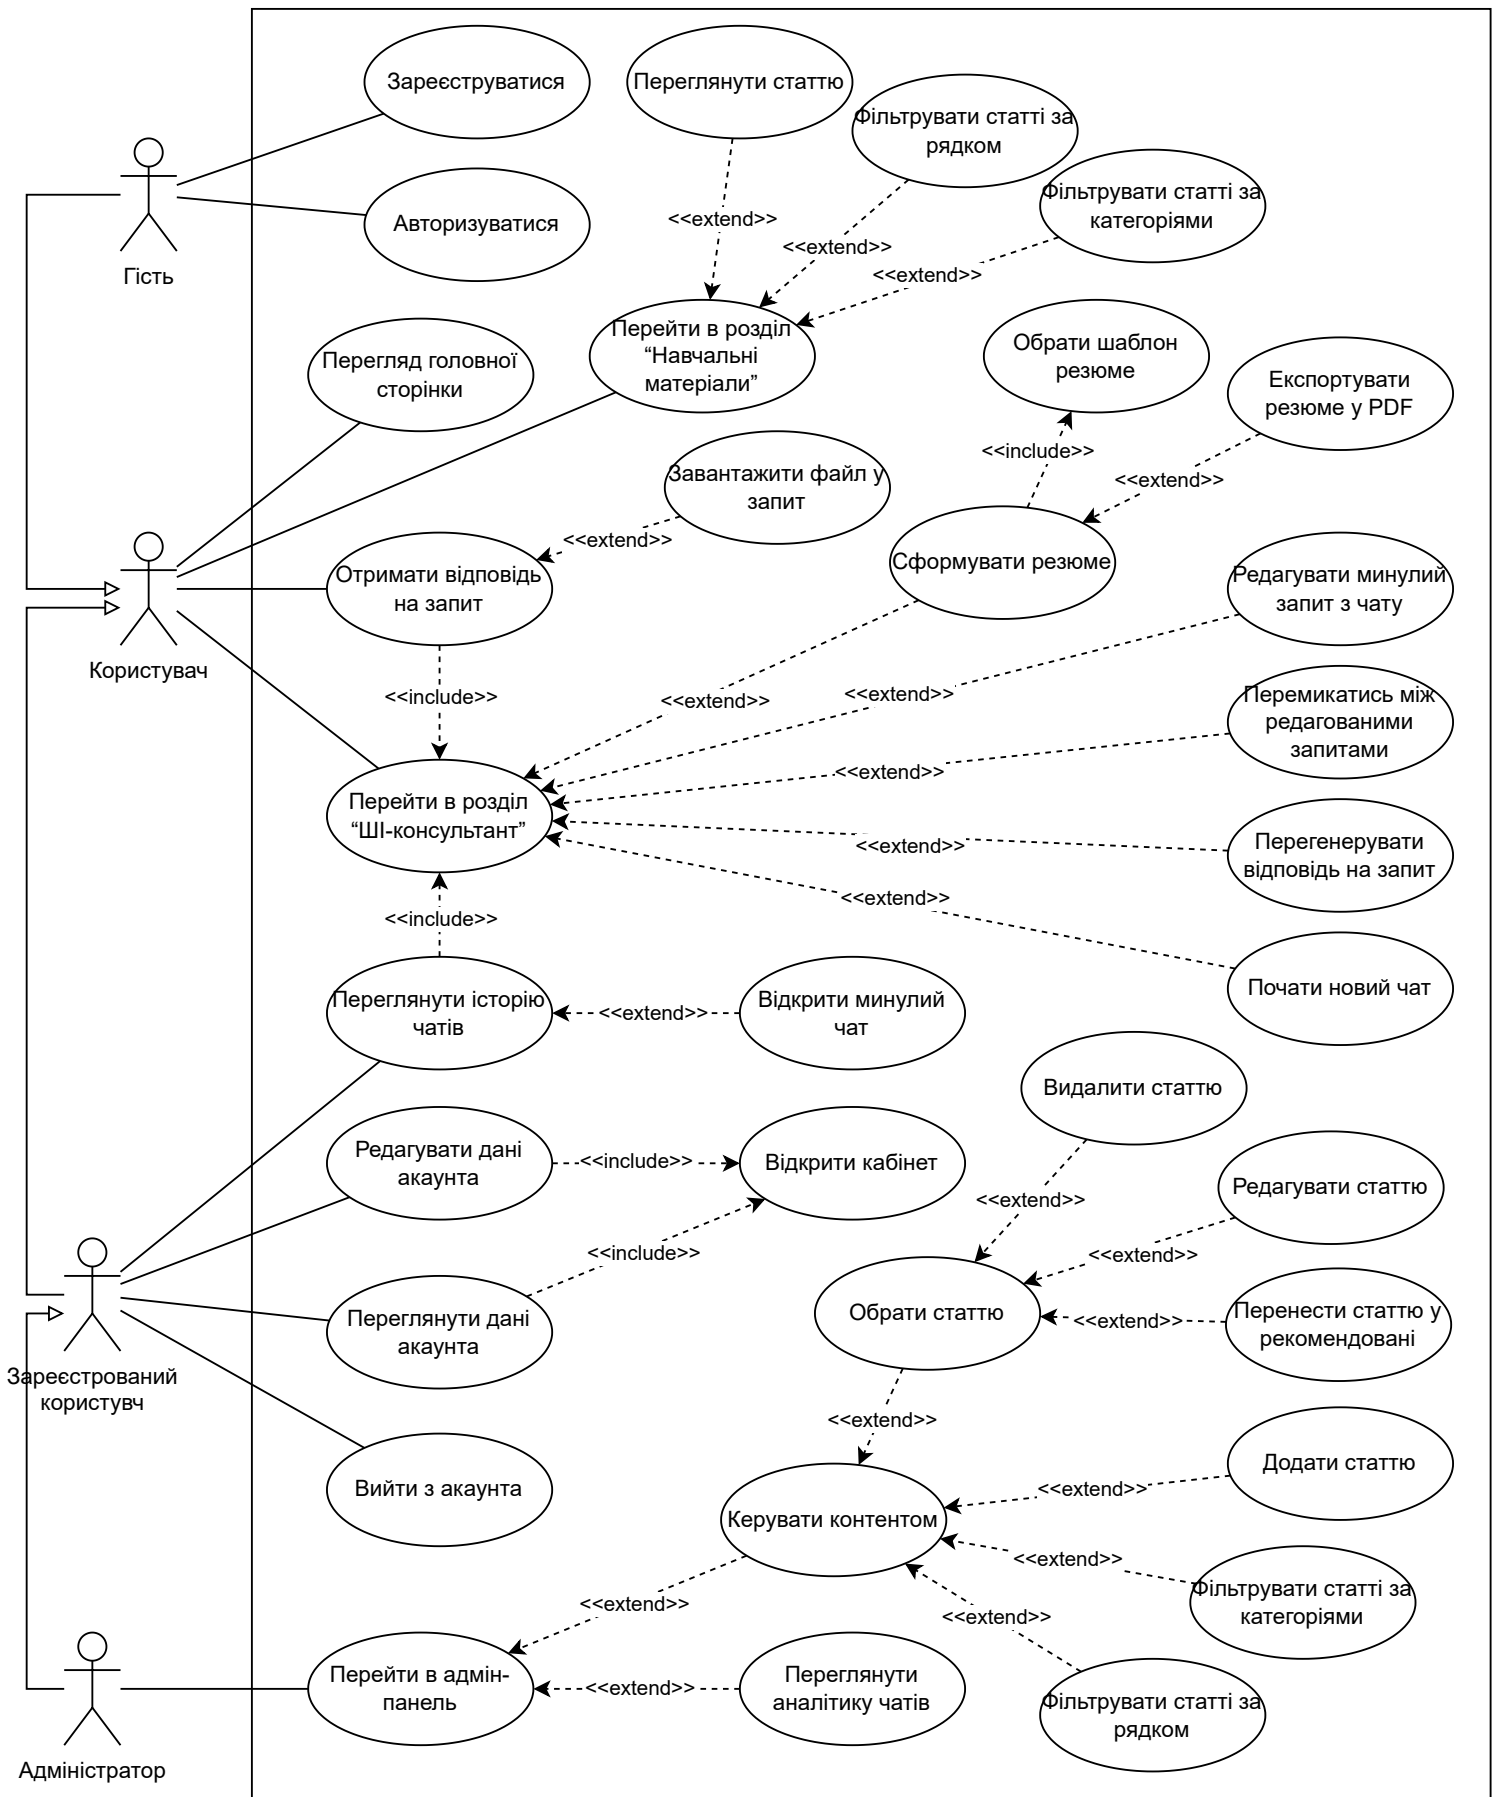 Зареєструватися
Переглянути статтю
Фільтрувати статті за
рядком
Фільтрувати статті за
категоріями
Авторизуватися
Гість
<<extend>>
<<extend>>
<<extend>>
Перегляд головної
сторінки
Перейти в розділ
“Навчальні
матеріали”
Обрати шаблон
резюме
Експортувати
резюме у PDF
<<include>>
<<extend>>
Завантажити файл у
запит
<<extend>>
Сформувати резюме
Отримати відповідь
на запит
Редагувати минулий
запит з чату
Користувач
<<include>>
<<extend>>
<<extend>>
Перемикатись між
редагованими
запитами
<<extend>>
Перейти в розділ
“ШІ-консультант”
<<extend>>
Перегенерувати
відповідь на запит
<<include>>
<<extend>>
Почати новий чат
Переглянути історію
чатів
<<extend>>
Відкрити минулий
чат
Видалити статтю
Редагувати дані
акаунта
<<include>>
Відкрити кабінет
<<extend>>
Редагувати статтю
<<include>>
<<extend>>
Переглянути дані
акаунта
Обрати статтю
<<extend>>
Перенести статтю у
рекомендовані
Зареєстрований
користувч
<<extend>>
Вийти з акаунта
Додати статтю
<<extend>>
Керувати контентом
<<extend>>
Фільтрувати статті за
категоріями
<<extend>>
<<extend>>
Перейти в адмін-
панель
<<extend>>
Переглянути
аналітику чатів
Фільтрувати статті за
рядком
Адміністратор